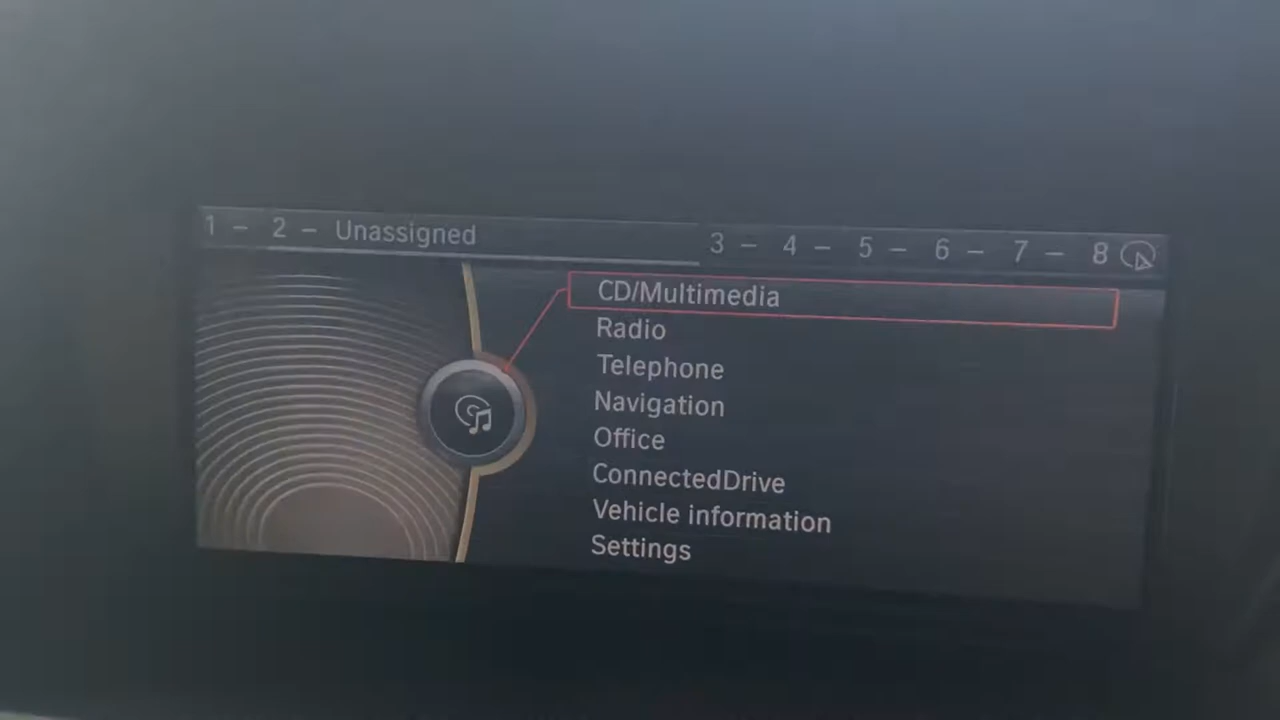 1 – 2 – Unassigned 3 – 4 – 5 – 6 – 7 – 8
CD/Multimedia
Radio
Telephone
Navigation
Office
ConnectedDrive
Vehicle information
Settings